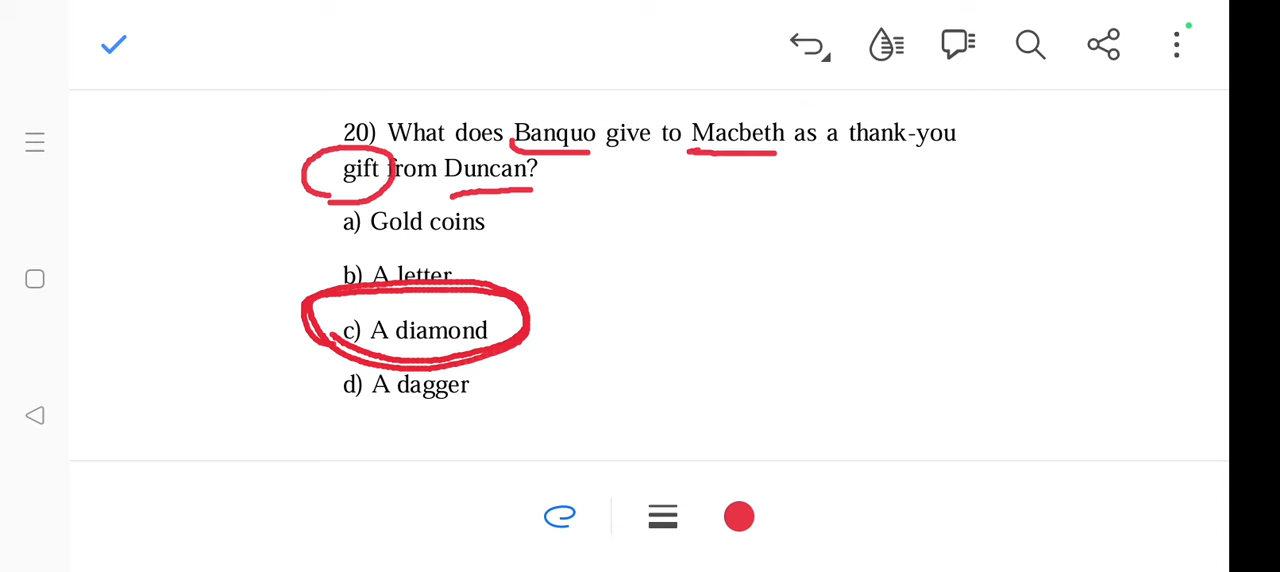 20) What does Banquo give to Macbeth as a thank-you
gift from Duncan?
a) Gold coins
b) A letter
c) A diamond
d) A dagger